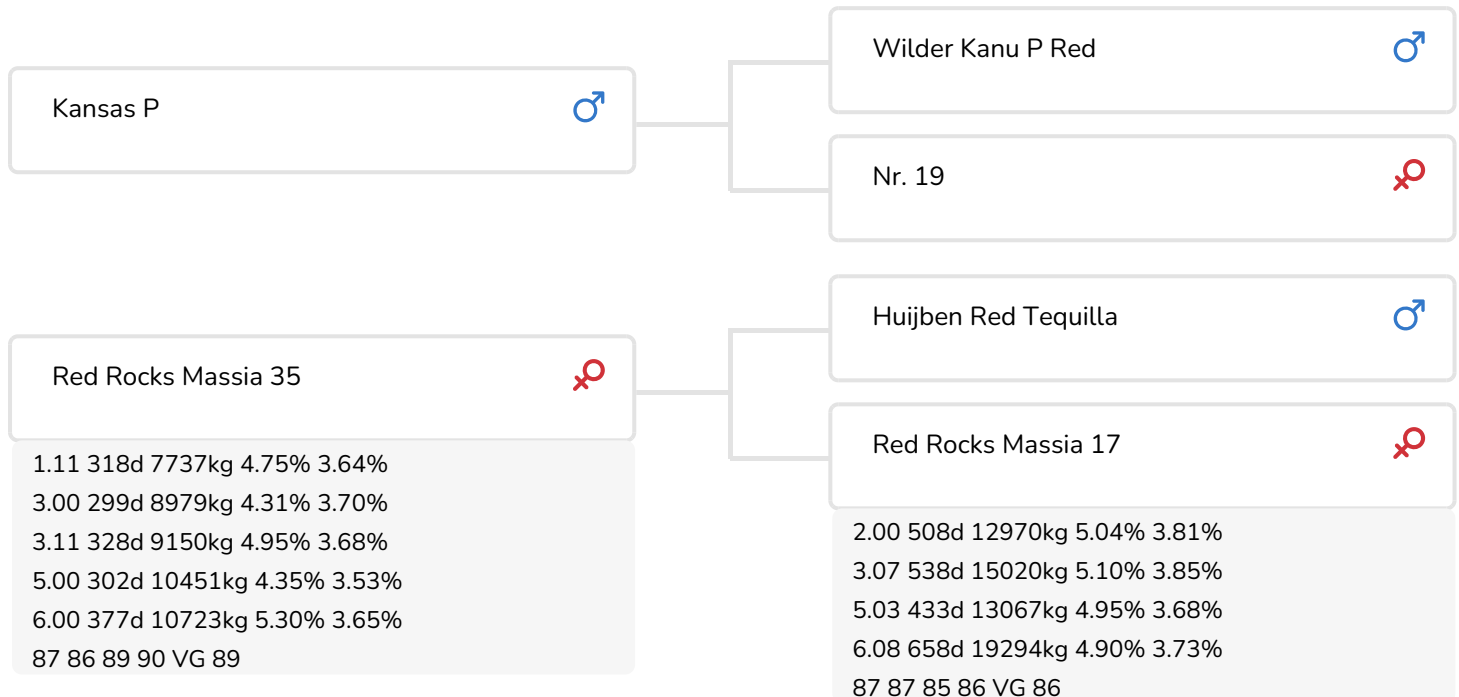 Kansas P
Wilder Kanu P Red
Nr. 19
Red Rocks Massia 35
1.11 318d 7737kg 4.75% 3.64%
3.00 299d 8979kg 4.31% 3.70%
3.11 328d 9150kg 4.95% 3.68%
5.00 302d 10451kg 4.35% 3.53%
6.00 377d 10723kg 5.30% 3.65%
87 86 89 90 VG 89
Huijben Red Tequilla
Red Rocks Massia 17
2.00 508d 12970kg 5.04% 3.81%
3.07 538d 15020kg 5.10% 3.85%
5.03 433d 13067kg 4.95% 3.68%
6.08 658d 19294kg 4.90% 3.73%
87 87 85 86 VG 86